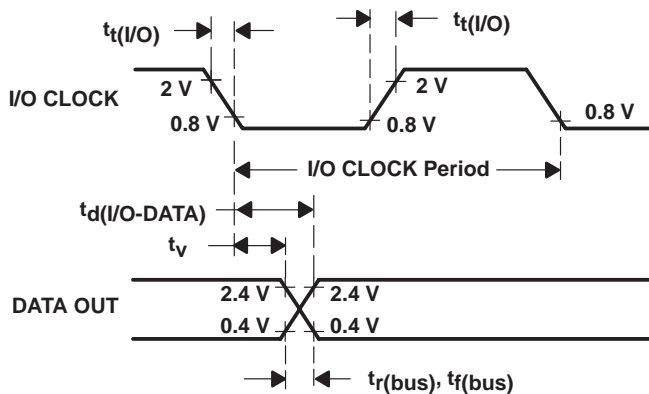 tt(I/O) tt(I/O)
I/O CLOCK 2 V 2 V
0.8 V 0.8 V 0.8 V
I/O CLOCK Period
td(I/O-DATA)
tv
DATA OUT 2.4 V 2.4 V
0.4 V 0.4 V
tr(bus), tf(bus)